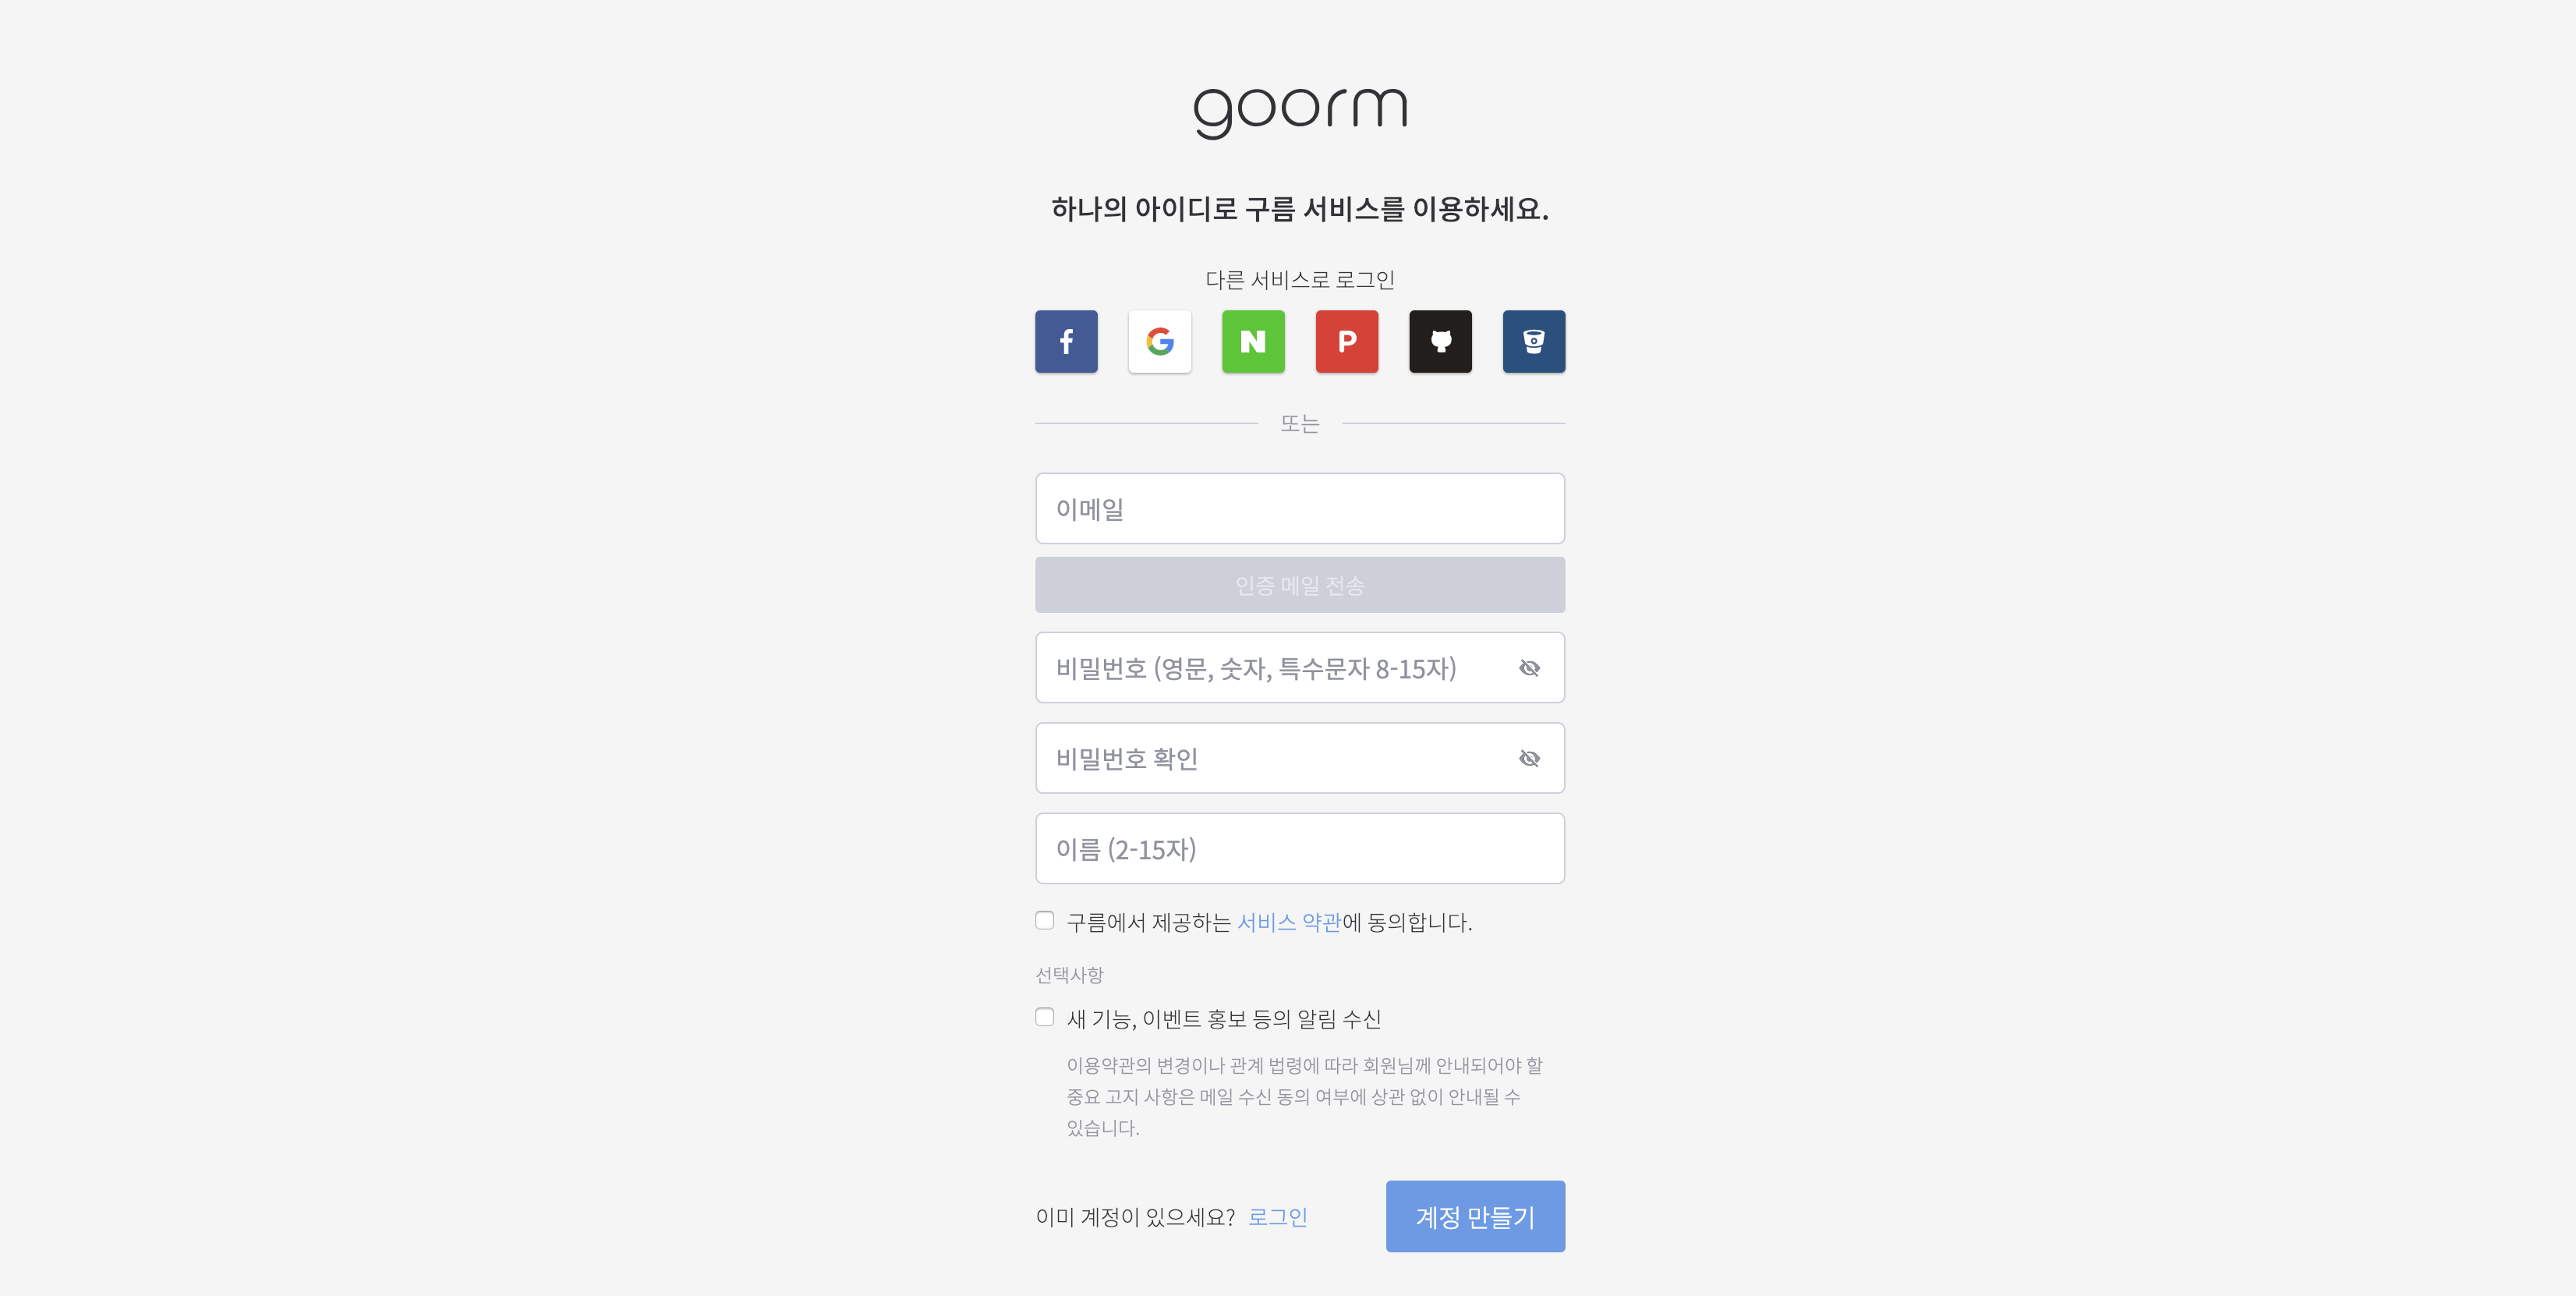 goorm
하나의 아이디로 구름 서비스를 이용하세요.
다른 서비스로 로그인
f G N P
또는
이메일
인증 메일 전송
비밀번호 (영문, 숫자, 특수문자 8-15자)
비밀번호 확인
이름 (2-15자)
구름에서 제공하는 서비스 약관에 동의합니다.
선택사항
새 기능, 이벤트 홍보 등의 알림 수신
이용약관의 변경이나 관계 법령에 따라 회원님께 안내되어야 할
중요 고지 사항은 메일 수신 동의 여부에 상관 없이 안내될 수
있습니다.
이미 계정이 있으세요? 로그인
계정 만들기